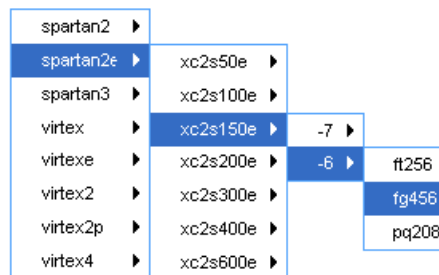 spartan2
spartan2e
spartan3
virtex
virtexe
virtex2
virtex2p
virtex4
xc2s50e
xc2s100e
xc2s150e
xc2s200e
xc2s300e
xc2s400e
xc2s600e
-7
-6
ft256
fg456
pq208